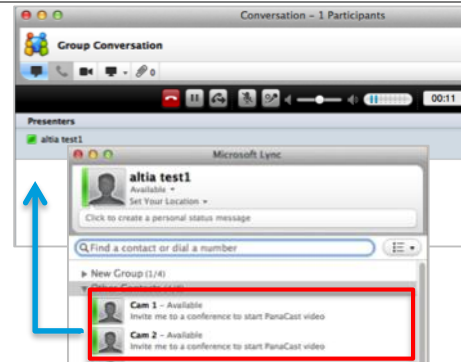 Conversation – 1 Participants
Group Conversation
0
00:11
Presenters
altia test1
Microsoft Lync
altia test1
Available
Set Your Location
Click to create a personal status message
Find a contact or dial a number
New Group (1/4)
Other Contacts
Cam 1 – Available
Invite me to a conference to start PanaCast video
Cam 2 – Available
Invite me to a conference to start PanaCast video